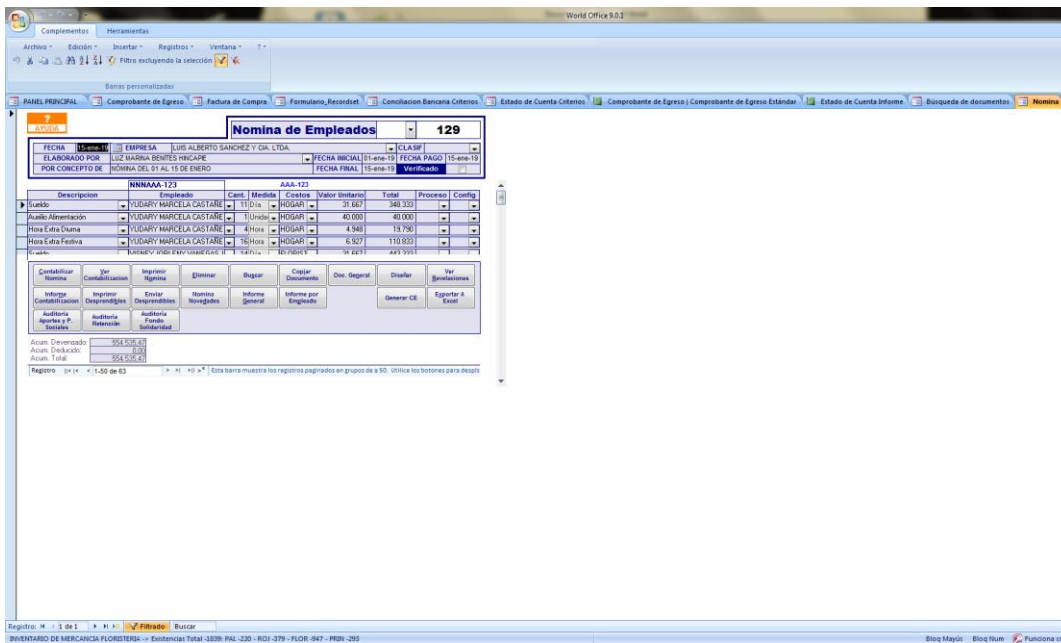 World Office 9.0.1
Complementos Herramientas
Archivo Edición Insertar Registros Ventana ?
Filtro excluyendo la selección
Barras personalizadas
PANEL PRINCIPAL Comprobante de Egreso Factura de Compra Formulario_Recordset Conciliacion Bancaria Criterios Estado de Cuenta Criterios Comprobante de Egreso | Comprobante de Egreso Estándar Estado de Cuenta Informe Búsqueda de documentos Nomina
?
AYUDA
Nomina de Empleados 129
FECHA 15-ene-19 EMPRESA LUIS ALBERTO SANCHEZ Y CIA. LTDA. CLASIF
ELABORADO POR LUZ MARINA BENITES HINCAPIE FECHA INICIAL 01-ene-19 FECHA PAGO 15-ene-19
POR CONCEPTO DE NÓMINA DEL 01 AL 15 DE ENERO FECHA FINAL 15-ene-19 Verificado
NNNAAA-123 AAA-123
Descripcion Empleado Cant. Medida Costos Valor Unitario Total Proceso Config
Sueldo YUDARY MARCELA CASTAÑE 11 Día HOGAR 31.667 348.333
Auxilio Alimentación YUDARY MARCELA CASTAÑE 1 Unidad HOGAR 40.000 40.000
Hora Extra Diurna YUDARY MARCELA CASTAÑE 4 Hora HOGAR 4.948 19.790
Hora Extra Festiva YUDARY MARCELA CASTAÑE 16 Hora HOGAR 6.927 110.833
Contabilizar Nomina Ver Contabilizacion Imprimir Nomina Eliminar Buscar Copiar Documento Doc. General Diseñar Ver Revelaciones
Informe Contabilizacion Imprimir Desprendibles Enviar Desprendibles Nomina Novedades Informe General Informe por Empleado Generar CE Exportar A Excel
Auditoria Aportes y P. Sociales Auditoria Retención Auditoria Fondo Solidaridad
Acum. Devengado: 554.535,47
Acum. Deducido: 0,00
Acum. Total: 554.535,47
Registro 1-50 de 63 Esta barra muestra los registros paginados en grupos de a 50. Utilice los botones para despla
Registro: 1 de 1 Filtrado Buscar
INVENTARIO DE MERCANCIA FLORISTERIA -> Existencias Total -1839: PAL -220 - ROJ -379 - FLOR -947 - PRIN -293 Bloq Mayús Bloq Num Funciona c